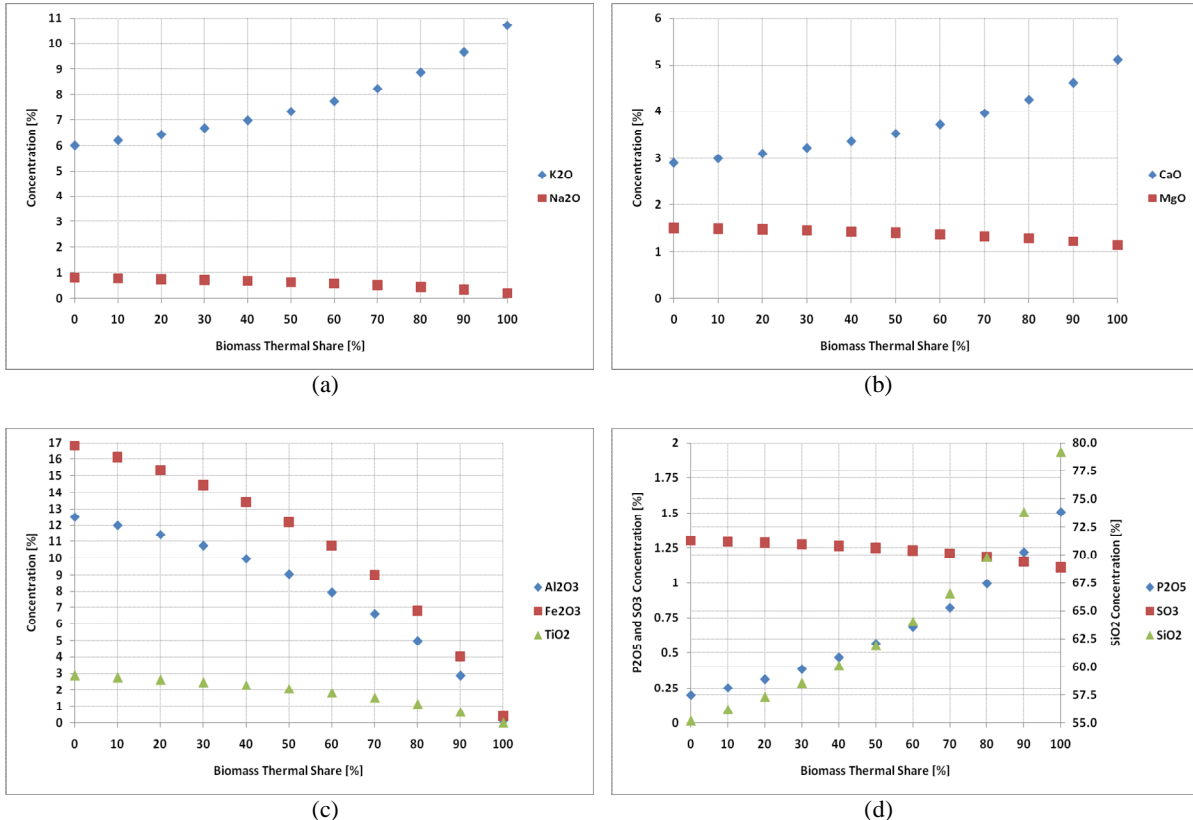 11
10
9
8
7
6
5
4
3
2
1
0
Concentration [%]
0 10 20 30 40 50 60 70 80 90 100
Biomass Thermal Share [%]
K2O
Na2O
(a)
6
5
4
3
2
1
0
Concentration [%]
0 10 20 30 40 50 60 70 80 90 100
Biomass Thermal Share [%]
CaO
MgO
(b)
17
16
15
14
13
12
11
10
9
8
7
6
5
4
3
2
1
0
Concentration [%]
0 10 20 30 40 50 60 70 80 90 100
Biomass Thermal Share [%]
Al2O3
Fe2O3
TiO2
(c)
2
1.75
1.5
1.25
1
0.75
0.5
0.25
0
P2O5 and SO3 Concentration [%]
80.0
77.5
75.0
72.5
70.0
67.5
65.0
62.5
60.0
57.5
55.0
SiO2 Concentration [%]
0 10 20 30 40 50 60 70 80 90 100
Biomass Thermal Share [%]
P2O5
SO3
SiO2
(d)